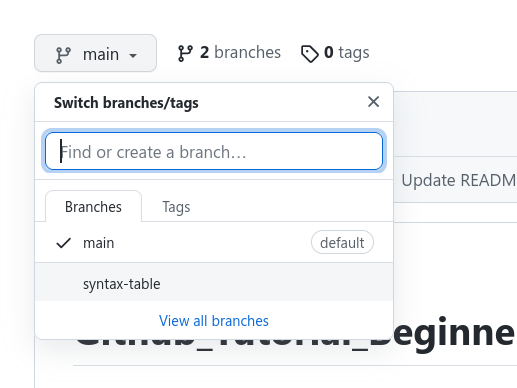 main
2 branches
0 tags
Switch branches/tags
Find or create a branch...
Branches
Tags
main
default
syntax-table
View all branches
Update READM
Github_Tutorial_Beginne